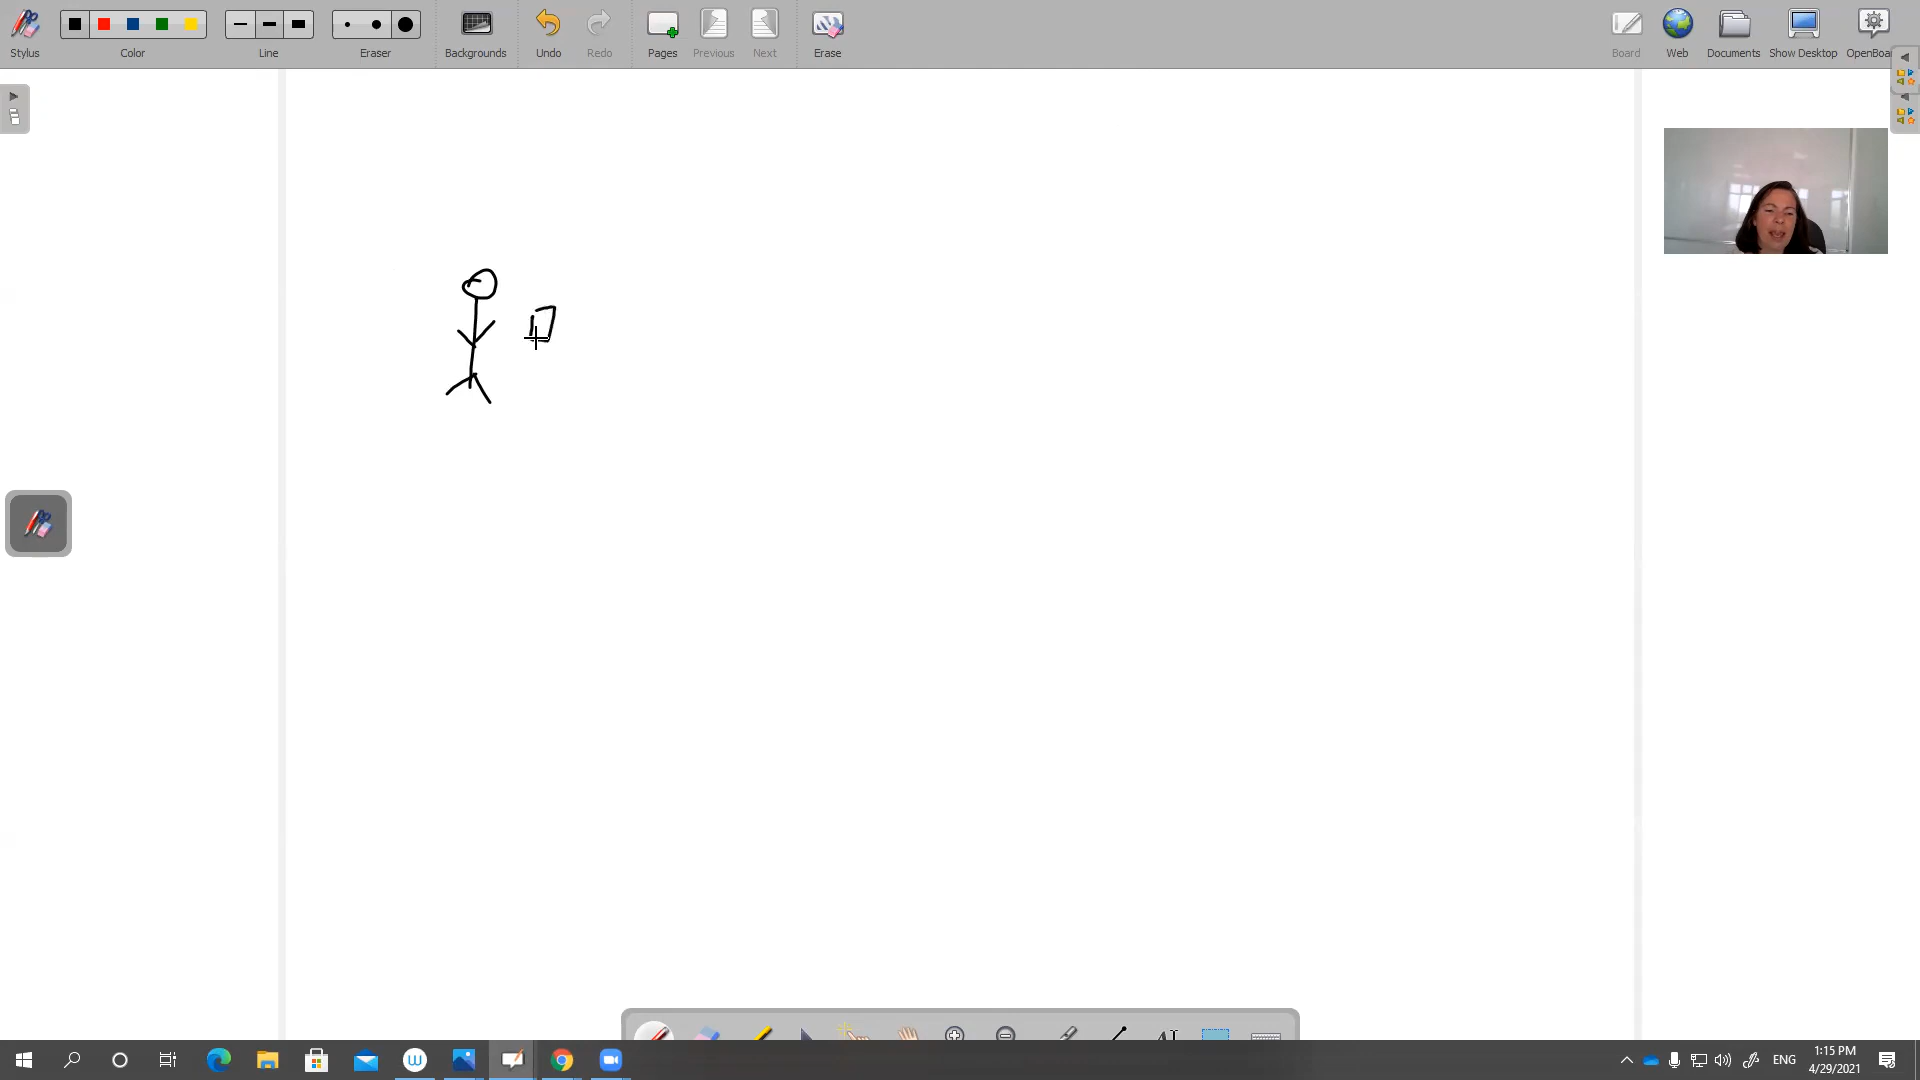 Stylus
Color
Line
Eraser
Backgrounds
Undo
Redo
Pages
Previous
Next
Erase
Board
Web
Documents
Show Desktop
OpenBoa
ENG
1:15 PM
4/29/2021